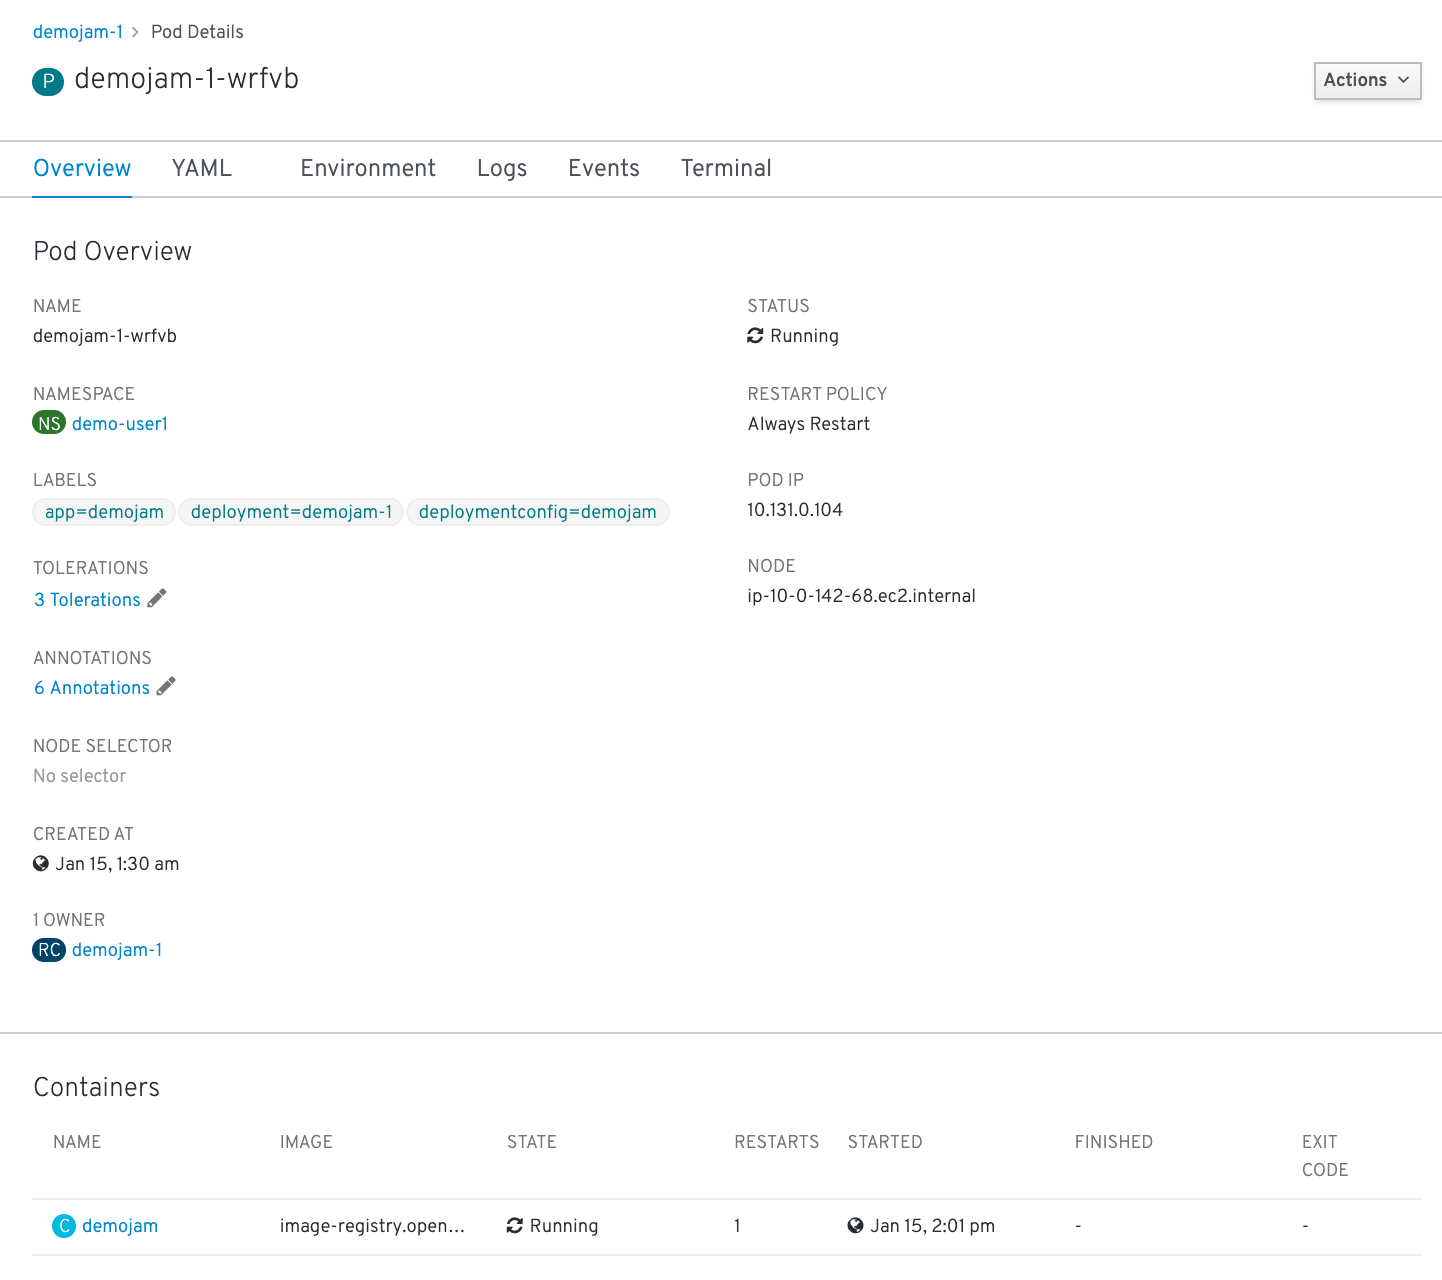 demojam-1 > Pod Details
P demojam-1-wrfvb
Actions
Overview YAML Environment Logs Events Terminal
Pod Overview
NAME
demojam-1-wrfvb
NAMESPACE
NS demo-user1
LABELS
app=demojam deployment=demojam-1 deploymentconfig=demojam
TOLERATIONS
3 Tolerations
ANNOTATIONS
6 Annotations
NODE SELECTOR
No selector
CREATED AT
Jan 15, 1:30 am
1 OWNER
RC demojam-1
STATUS
Running
RESTART POLICY
Always Restart
POD IP
10.131.0.104
NODE
ip-10-0-142-68.ec2.internal
Containers
NAME IMAGE STATE RESTARTS STARTED FINISHED EXIT CODE
C demojam image-registry.open... Running 1 Jan 15, 2:01 pm - -